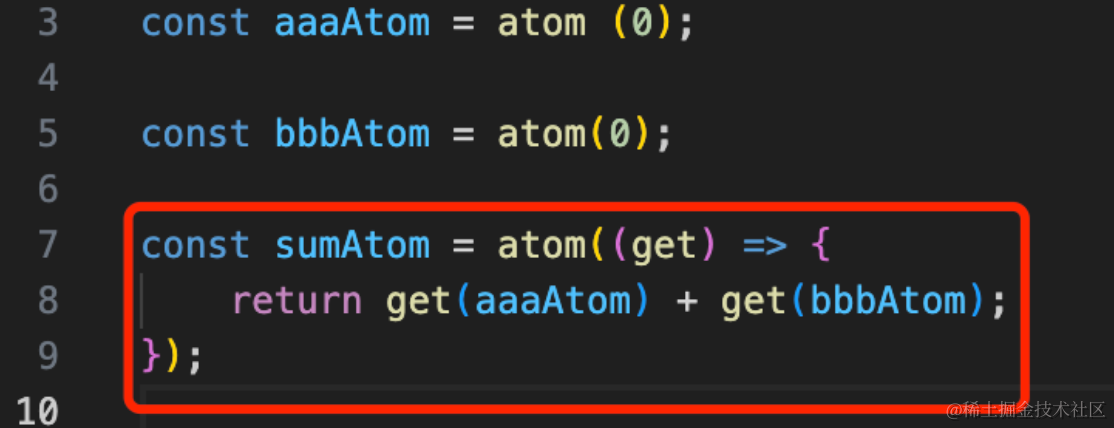 3 const aaaAtom = atom (0);
4
5 const bbbAtom = atom(0);
6
7 const sumAtom = atom((get) => {
8 return get(aaaAtom) + get(bbbAtom);
9 });
10
@稀土掘金技术社区